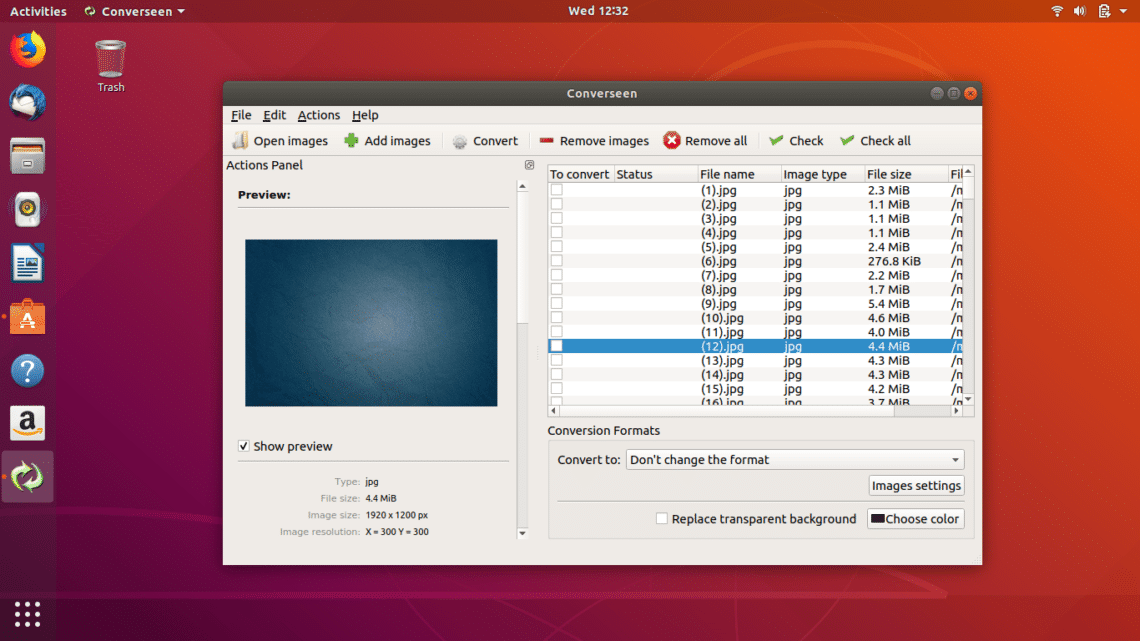 Activities Converseen Wed 12:32
Trash
Converseen
File Edit Actions Help
Open images Add images Convert Remove images Remove all Check Check all
Actions Panel
Preview:
Show preview
Type: jpg
File size: 4.4 MiB
Image size: 1920 x 1200 px
Image resolution: X = 300 Y = 300
To convert Status File name Image type File size
(1).jpg jpg 2.3 MiB
(2).jpg jpg 1.1 MiB
(3).jpg jpg 1.1 MiB
(4).jpg jpg 1.1 MiB
(5).jpg jpg 2.4 MiB
(6).jpg jpg 276.8 KiB
(7).jpg jpg 2.2 MiB
(8).jpg jpg 1.7 MiB
(9).jpg jpg 5.4 MiB
(10).jpg jpg 4.6 MiB
(11).jpg jpg 4.0 MiB
(12).jpg jpg 4.4 MiB
(13).jpg jpg 4.3 MiB
(14).jpg jpg 4.3 MiB
(15).jpg jpg 4.2 MiB
(16).jpg jpg 3.7 MiB
Conversion Formats
Convert to: Don't change the format
Images settings
Replace transparent background Choose color